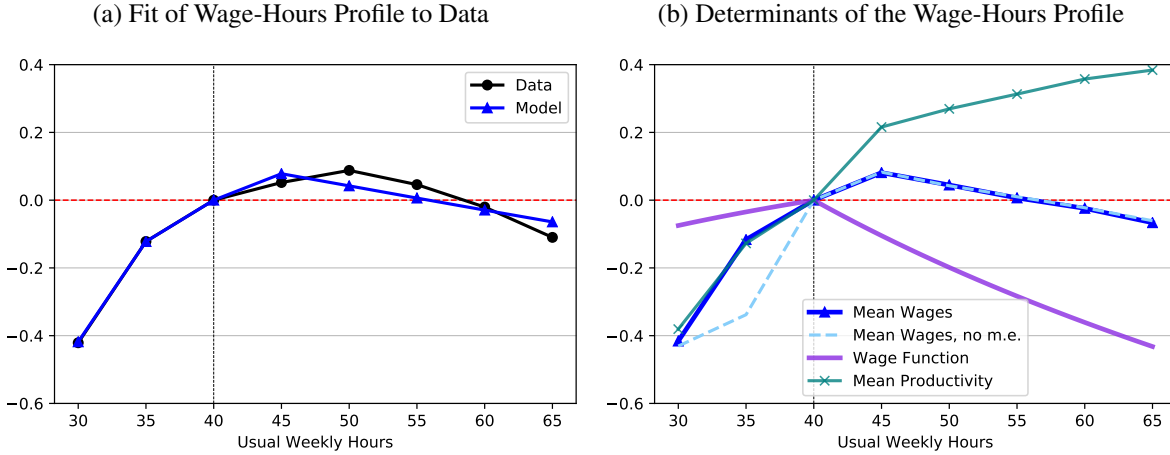 (a) Fit of Wage-Hours Profile to Data
0.4
0.2
0.0
−0.2
−0.4
−0.6
30 35 40 45 50 55 60 65
Usual Weekly Hours
Data
Model
(b) Determinants of the Wage-Hours Profile
0.4
0.2
0.0
−0.2
−0.4
−0.6
30 35 40 45 50 55 60 65
Usual Weekly Hours
Mean Wages
Mean Wages, no m.e.
Wage Function
Mean Productivity